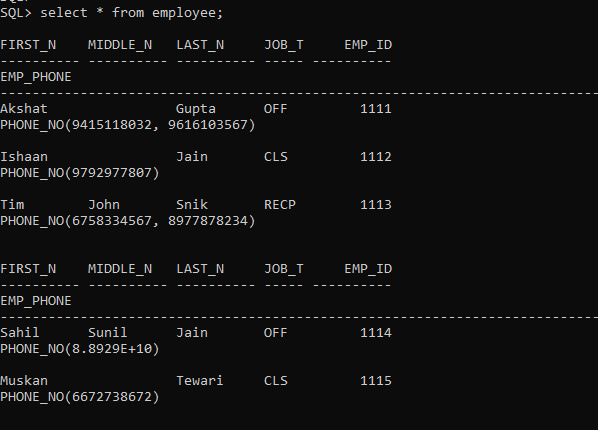 SQL> select * from employee;
FIRST_N    MIDDLE_N   LAST_N     JOB_T     EMP_ID
---------- ---------- ---------- ----- ----------
EMP_PHONE
--------------------------------------------------------------------------------
Akshat                Gupta      OFF         1111
PHONE_NO(9415118032, 9616103567)
Ishaan                Jain       CLS         1112
PHONE_NO(9792977807)
Tim        John       Snik       RECP        1113
PHONE_NO(6758334567, 8977878234)
FIRST_N    MIDDLE_N   LAST_N     JOB_T     EMP_ID
---------- ---------- ---------- ----- ----------
EMP_PHONE
--------------------------------------------------------------------------------
Sahil      Sunil      Jain       OFF         1114
PHONE_NO(8.8929E+10)
Muskan                Tewari     CLS         1115
PHONE_NO(6672738672)